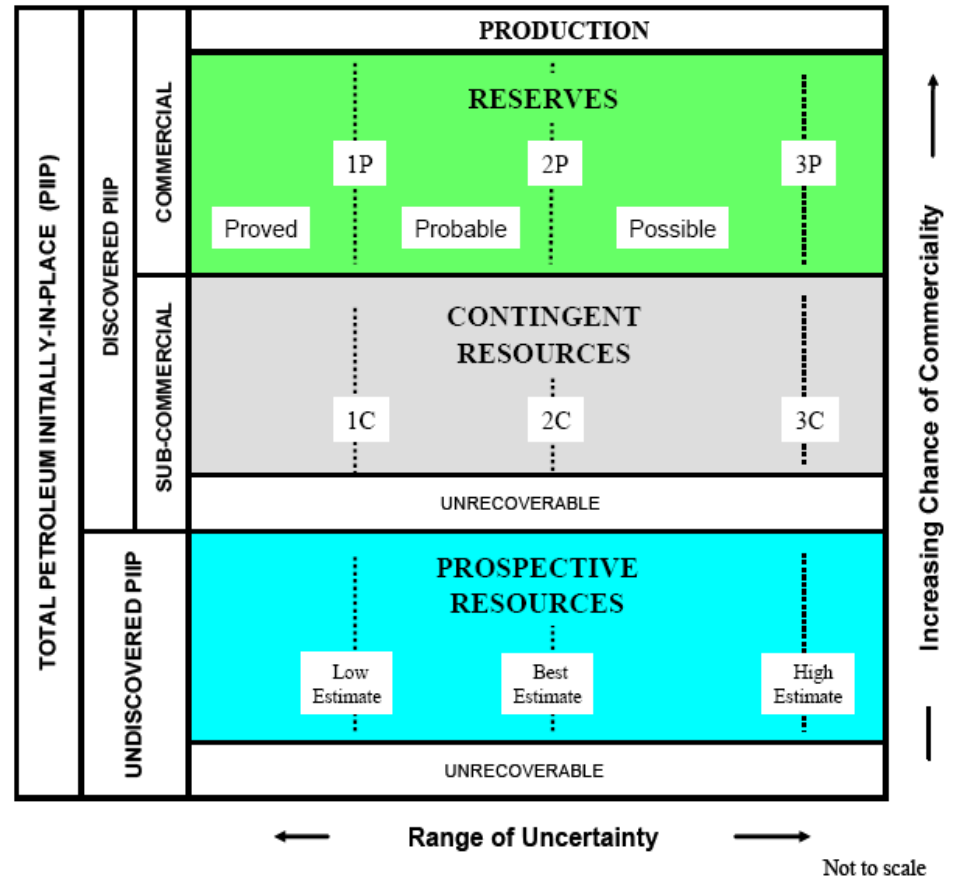 TOTAL PETROLEUM INITIALLY-IN-PLACE (PIIP)
DISCOVERED PIIP
UNDISCOVERED PIIP
COMMERCIAL
SUB-COMMERCIAL
PRODUCTION
RESERVES
1P
2P
3P
Proved
Probable
Possible
CONTINGENT
RESOURCES
1C
2C
3C
UNRECOVERABLE
PROSPECTIVE
RESOURCES
Low
Estimate
Best
Estimate
High
Estimate
UNRECOVERABLE
Increasing Chance of Commerciality
Range of Uncertainty
Not to scale